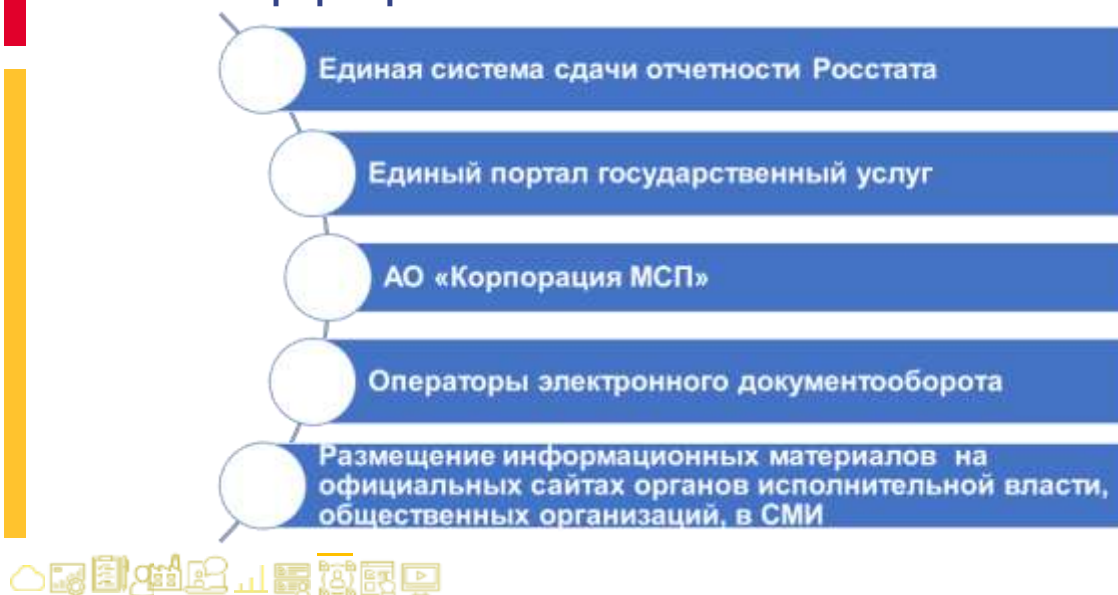 Единая система сдачи отчетности Росстата
Единый портал государственный услуг
АО «Корпорация МСП»
Операторы электронного документооборота
Размещение информационных материалов на
официальных сайтах органов исполнительной власти,
общественных организаций, в СМИ